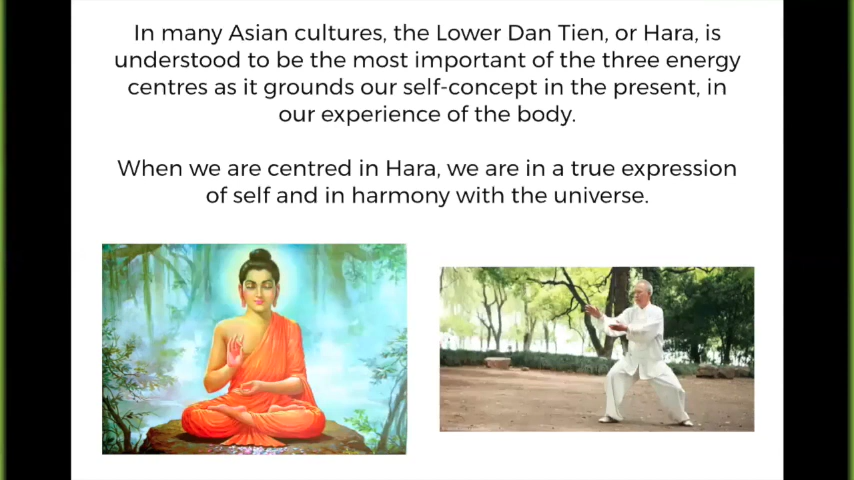 In many Asian cultures, the Lower Dan Tien, or Hara, is
understood to be the most important of the three energy
centres as it grounds our self-concept in the present, in
our experience of the body.
When we are centred in Hara, we are in a true expression
of self and in harmony with the universe.